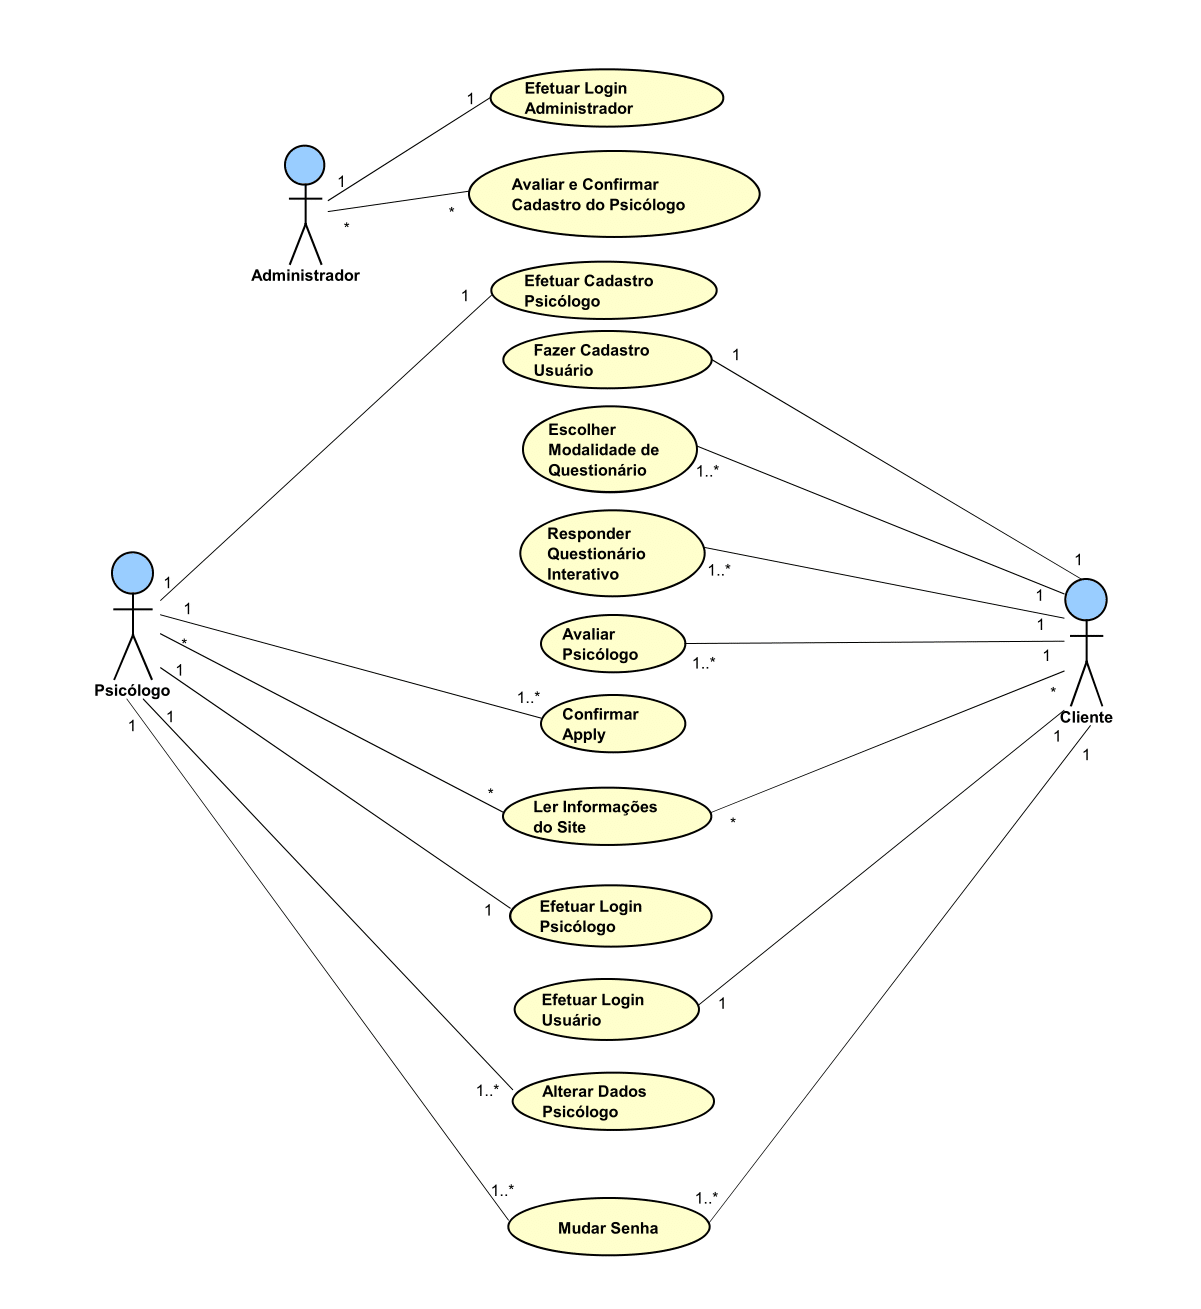 Efetuar Login
Administrador
1
1
Avaliar e Confirmar
Cadastro do Psicólogo
*
*
Administrador
Efetuar Cadastro
Psicólogo
1
Fazer Cadastro
Usuário
1
Escolher
Modalidade de
Questionário
1..*
Responder
Questionário
Interativo
1..*
1
1
1
1
1
*
Avaliar
Psicólogo
1..*
1
1
*
Psicólogo
Cliente
1..*
Confirmar
Apply
1
1
1
1
*
Ler Informações
do Site
*
Efetuar Login
Psicólogo
1
Efetuar Login
Usuário
1
Alterar Dados
Psicólogo
1..*
1..*
1..*
Mudar Senha